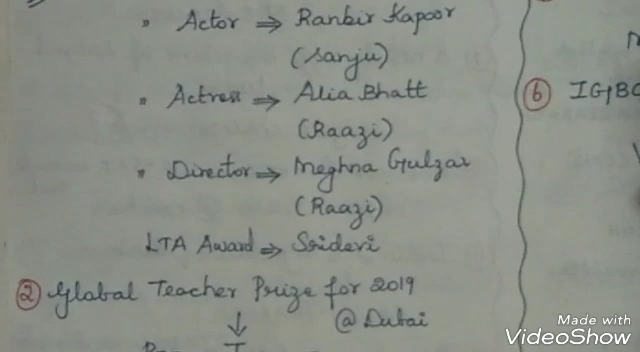 " Actor ⇒ Ranbir Kapoor
(Sanju)
" Actress ⇒ Alia Bhatt
(Raazi)
" Director ⇒ Meghna Gulzar
(Raazi)
LTA Award ⇒ Sridevi
② Glabal Teacher Prize for 2019
↓ @ Dubai
⑥ IGBC
Made with
VideoShow